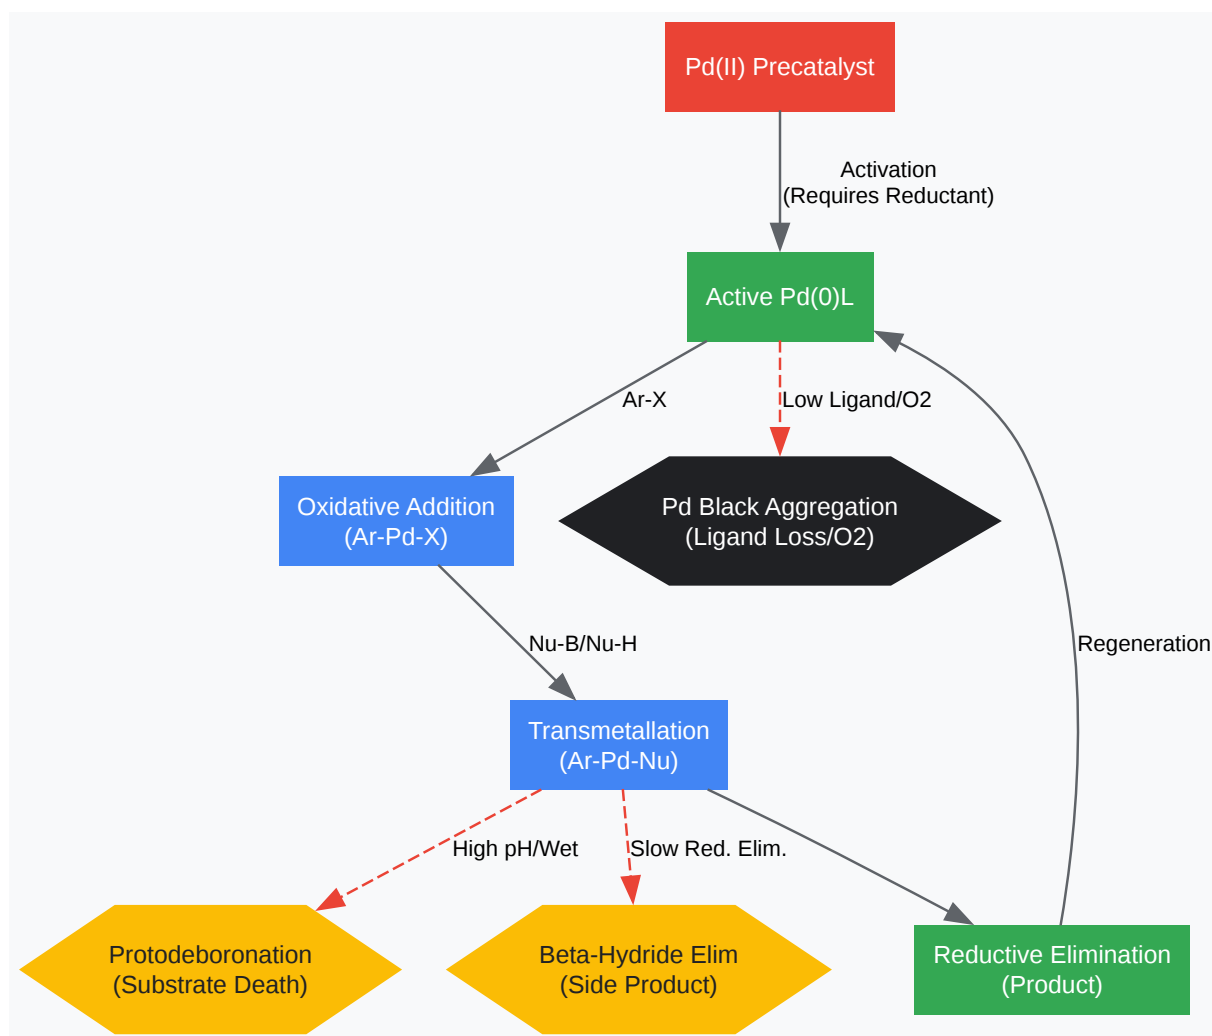 Pd(II) Precatalyst
Activation
(Requires Reductant)
Active Pd(0)L
Ar-X
Low Ligand/O2
Oxidative Addition
(Ar-Pd-X)
Pd Black Aggregation
(Ligand Loss/O2)
Nu-B/Nu-H
Regeneration
Transmetallation
(Ar-Pd-Nu)
High pH/Wet
Slow Red. Elim.
Protodeboronation
(Substrate Death)
Beta-Hydride Elim
(Side Product)
Reductive Elimination
(Product)